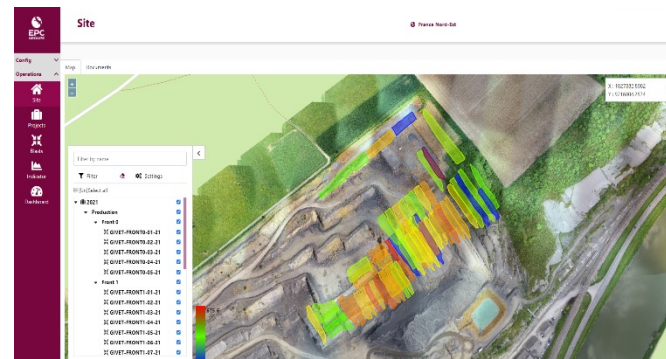 EPC
Site
France Nord-Est
Config
Operations
Site
Projects
Blasts
Indicator
Dashboard
Map Documents
Filter by name
Filter Settings
(Un)Select all
2021
Production
Front 0
GIVET-FRONT0-01-21
GIVET-FRONT0-02-21
GIVET-FRONT0-03-21
GIVET-FRONT0-04-21
GIVET-FRONT0-05-21
Front 1
GIVET-FRONT1-01-21
GIVET-FRONT1-02-21
GIVET-FRONT1-03-21
GIVET-FRONT1-04-21
GIVET-FRONT1-05-21
GIVET-FRONT1-06-21
GIVET-FRONT1-07-21